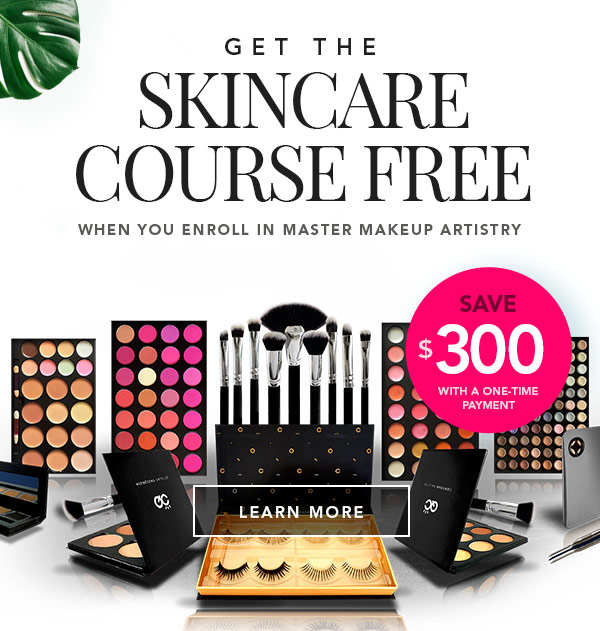 GET THE
SKINCARE
COURSE FREE
WHEN YOU ENROLL IN MASTER MAKEUP ARTISTRY
SAVE
$300
WITH A ONE-TIME
PAYMENT
LEARN MORE